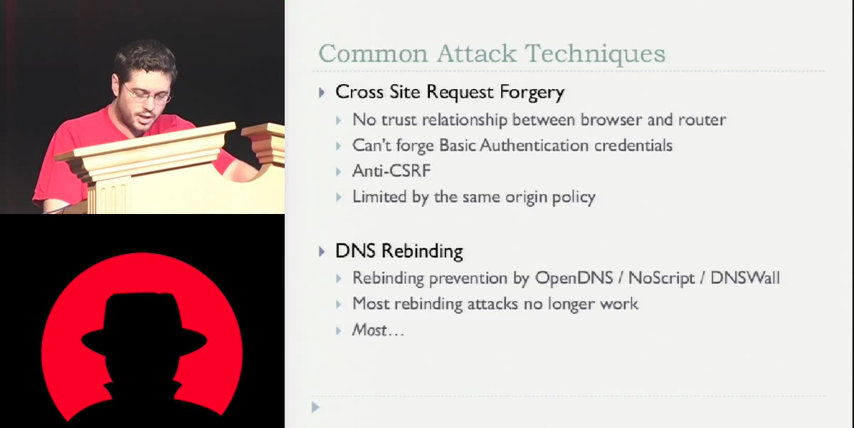 Common Attack Techniques
Cross Site Request Forgery
No trust relationship between browser and router
Can't forge Basic Authentication credentials
Anti-CSRF
Limited by the same origin policy
DNS Rebinding
Rebinding prevention by OpenDNS / NoScript / DNSWall
Most rebinding attacks no longer work
Most…